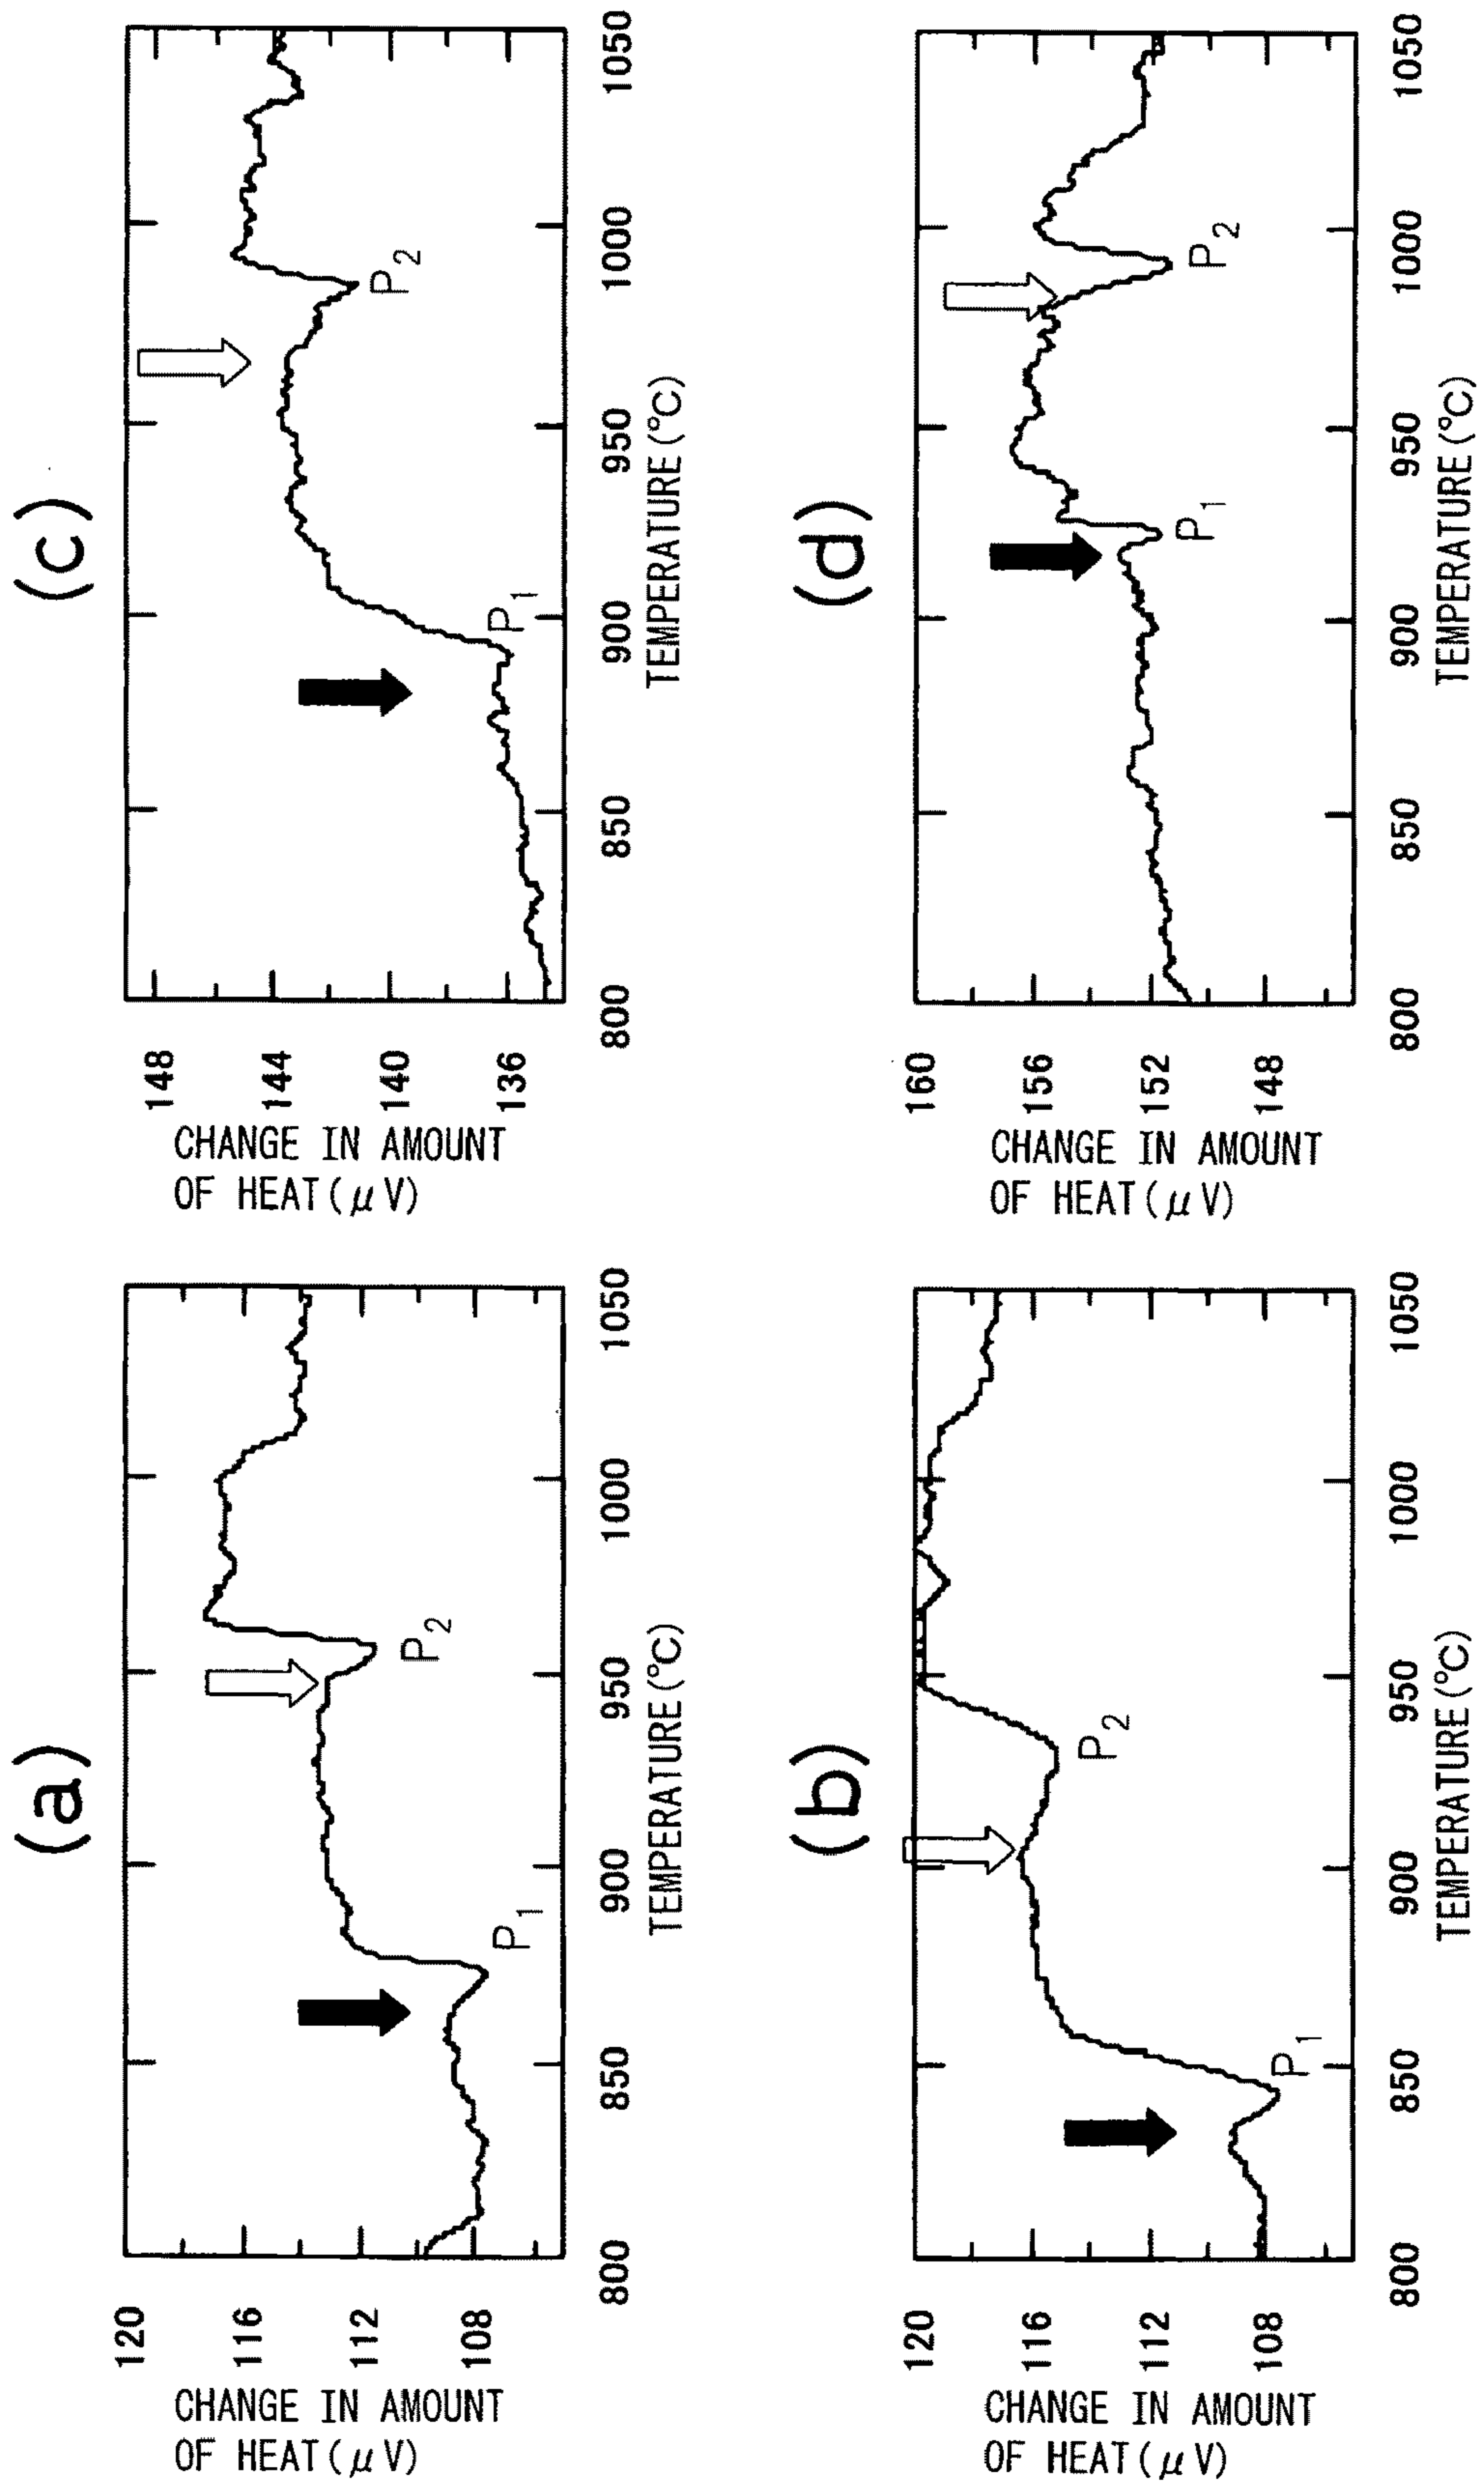 (a)
120
116
112
108
CHANGE IN AMOUNT
OF HEAT(μV)
P1
P2
800
850
900
950
1000
1050
TEMPERATURE(°C)
(c)
148
144
140
136
CHANGE IN AMOUNT
OF HEAT(μV)
P1
P2
800
850
900
950
1000
1050
TEMPERATURE(°C)
(b)
120
116
112
108
CHANGE IN AMOUNT
OF HEAT(μV)
P1
P2
800
850
900
950
1000
1050
TEMPERATURE(°C)
(d)
160
156
152
148
CHANGE IN AMOUNT
OF HEAT(μV)
P1
P2
800
850
900
950
1000
1050
TEMPERATURE(°C)